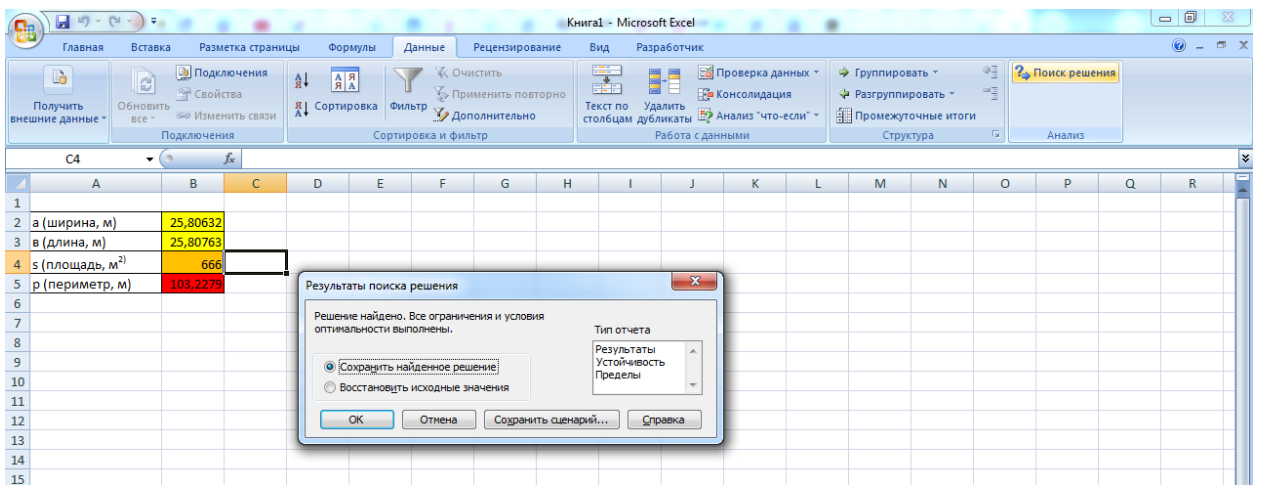 Книга1 - Microsoft Excel
Главная Вставка Разметка страницы Формулы Данные Рецензирование Вид Разработчик
Получить внешние данные
Обновить все
Подключения
Свойства
Изменить связи
Подключения
Сортировка
Фильтр
Очистить
Применить повторно
Дополнительно
Сортировка и фильтр
Текст по столбцам
Удалить дубликаты
Проверка данных
Консолидация
Анализ "что-если"
Работа с данными
Группировать
Разгруппировать
Промежуточные итоги
Структура
Поиск решения
Анализ
C4 fx
A B C D E F G H I J K L M N O P Q R
1
2 а (ширина, м) 25,80632
3 в (длина, м) 25,80763
4 s (площадь, м²⁾ 666
5 р (периметр, м) 103,2279
6
7
8
9
10
11
12
13
14
15
Результаты поиска решения
Решение найдено. Все ограничения и условия
оптимальности выполнены.
Тип отчета
Результаты
Устойчивость
Пределы
Сохранить найденное решение
Восстановить исходные значения
ОК Отмена Сохранить сценарий... Справка